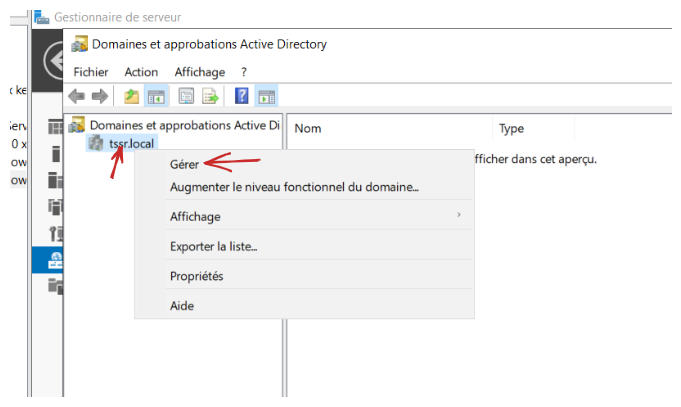 Gestionnaire de serveur
Domaines et approbations Active Directory
Fichier Action Affichage ?
Domaines et approbations Active Di
tssr.local
Nom Type
fficher dans cet aperçu.
Gérer
Augmenter le niveau fonctionnel du domaine...
Affichage
Exporter la liste...
Propriétés
Aide
ke
erv
0 x
ow
ow